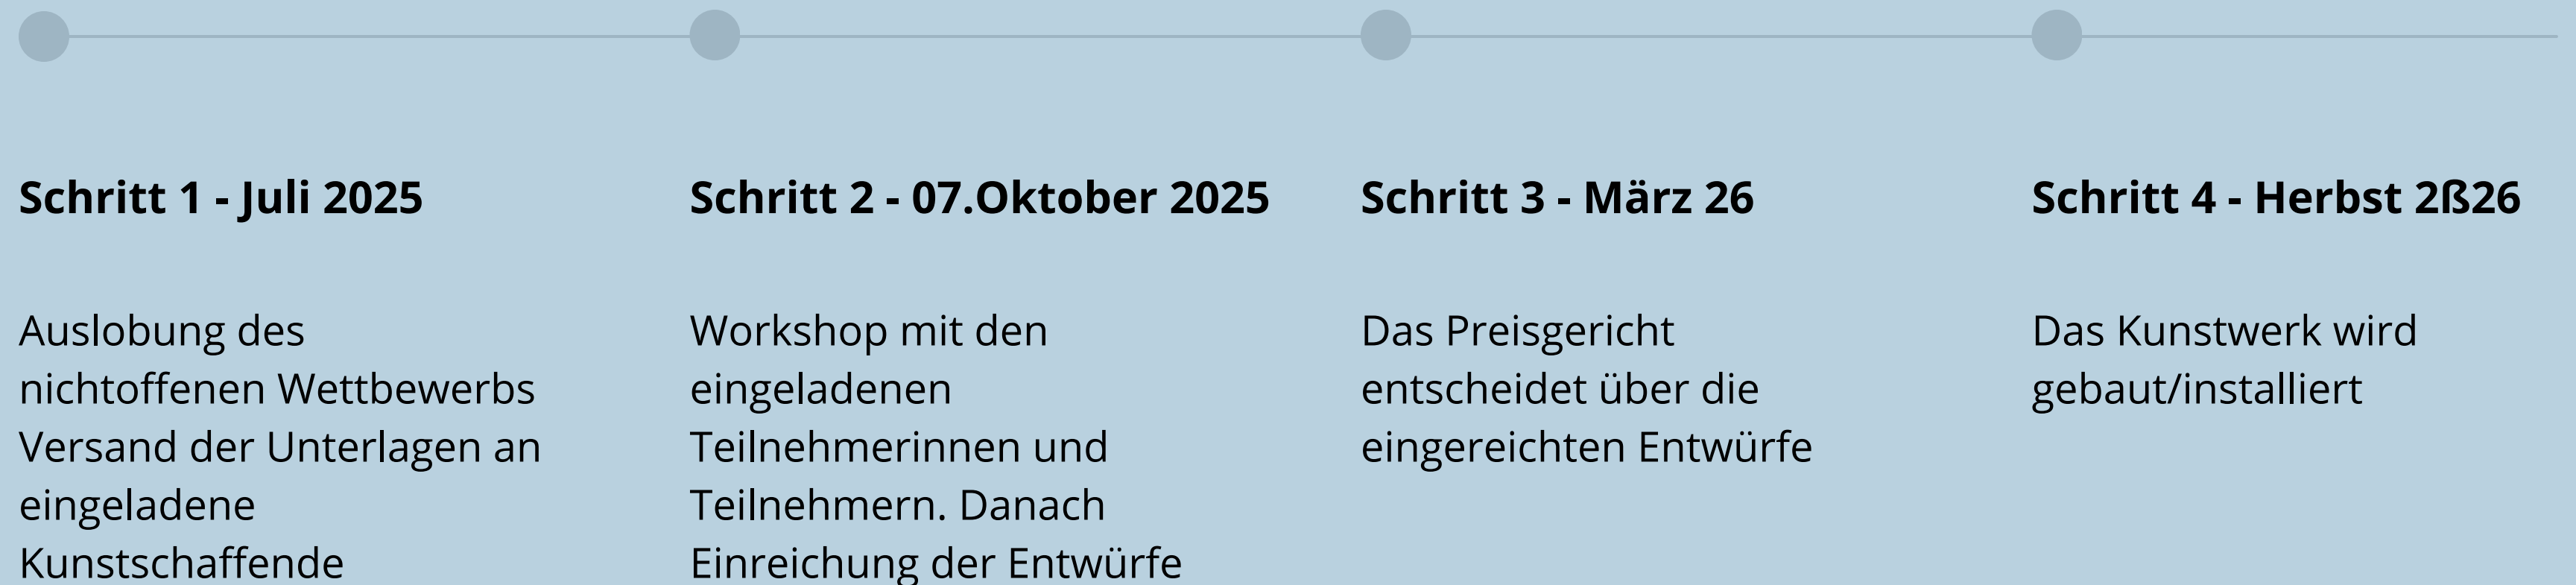 Schritt 1 - Juli 2025
Auslobung des
nichtoffenen Wettbewerbs
Versand der Unterlagen an
eingeladene
Kunstschaffende
Schritt 2 - 07.Oktober 2025
Workshop mit den
eingeladenen
Teilnehmerinnen und
Teilnehmern. Danach
Einreichung der Entwürfe
Schritt 3 - März 26
Das Preisgericht
entscheidet über die
eingereichten Entwürfe
Schritt 4 - Herbst 2ß26
Das Kunstwerk wird
gebaut/installiert